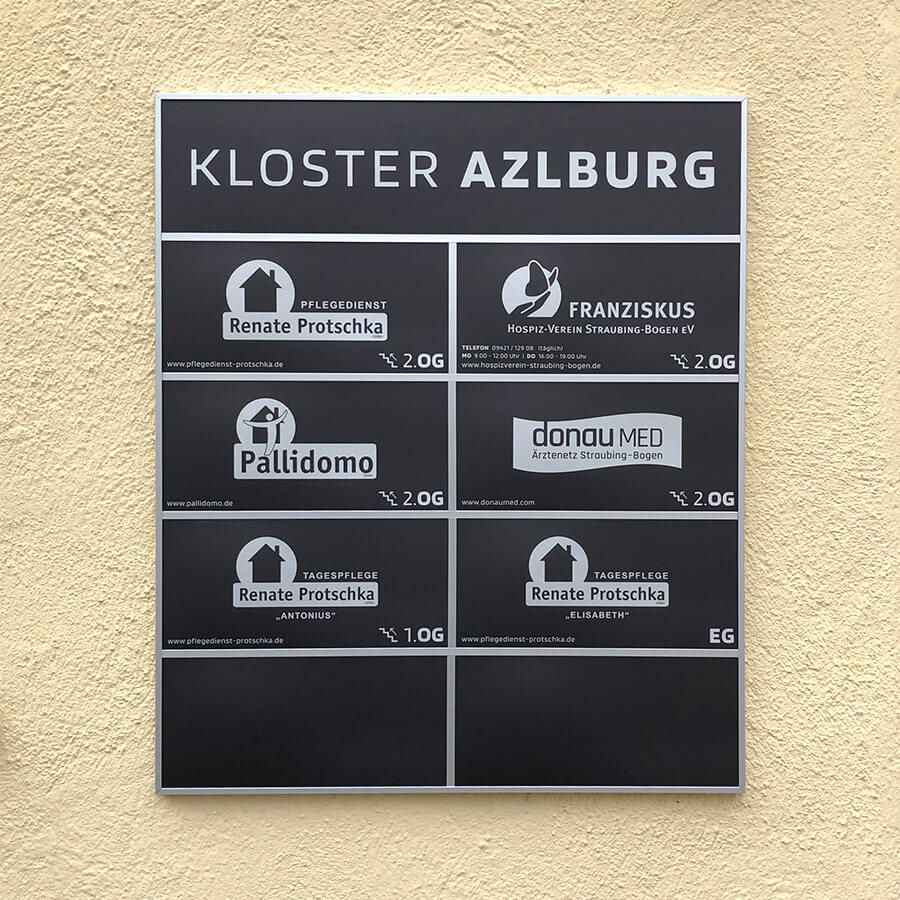 KLOSTER AZLBURG
PFLEGEDIENST
Renate Protschka
www.pflegedienst-protschka.de
2.OG
FRANZISKUS
HOSPIZ-VEREIN STRAUBING-BOGEN eV
TELEFON 09421 / 129 08 (täglich)
MO 9:00 - 12:00 Uhr | DO 16:00 - 19:00 Uhr
www.hospizverein-straubing-bogen.de
2.OG
Pallidomo
www.pallidomo.de
2.OG
donau MED
Ärztenetz Straubing-Bogen
www.donaumed.com
2.OG
TAGESPFLEGE
Renate Protschka
„ANTONIUS“
www.pflegedienst-protschka.de
1.OG
TAGESPFLEGE
Renate Protschka
„ELISABETH“
www.pflegedienst-protschka.de
EG